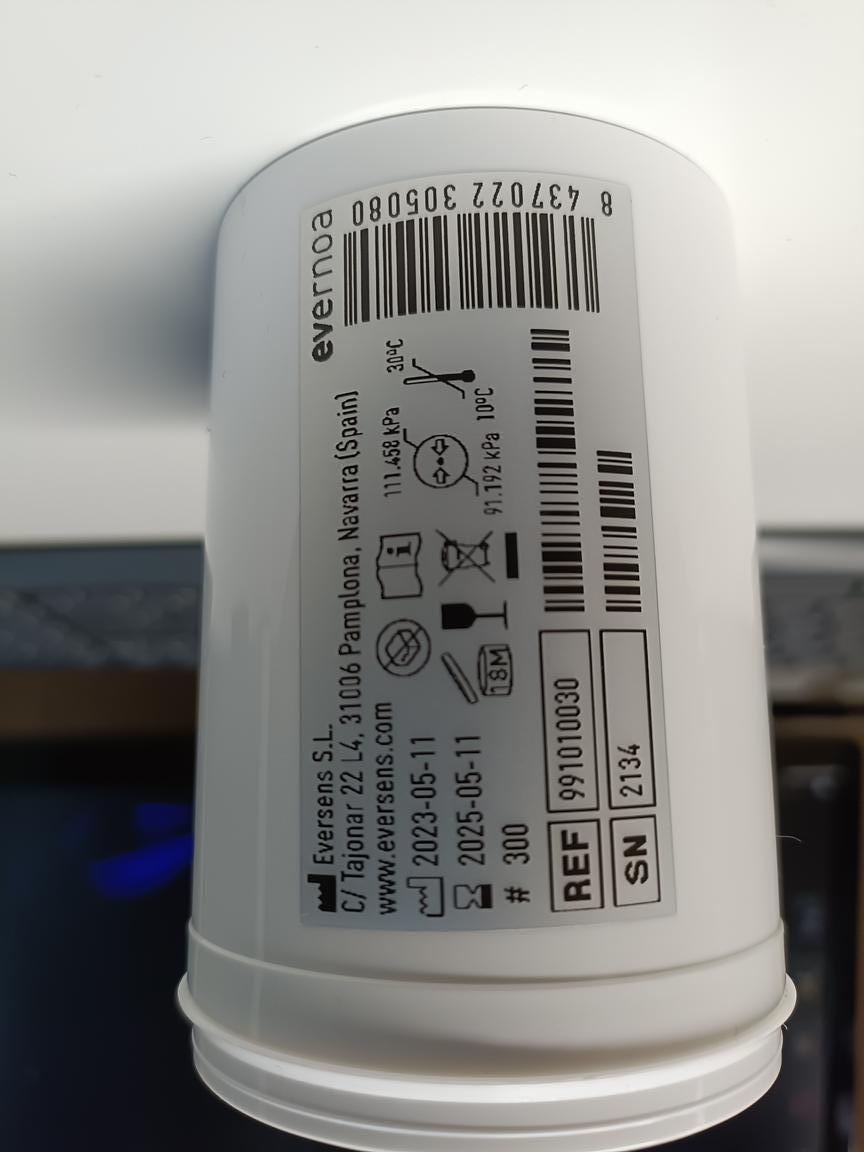 evernoa
Eversens S.L.
C/ Tajonar 22 L4, 31006 Pamplona, Navarra (Spain)
www.eversens.com
2023-05-11
2025-05-11
# 300
18M
111.458 kPa
91.192 kPa
30ºC
10ºC
8 437022 305080
REF 991010030
SN 2134